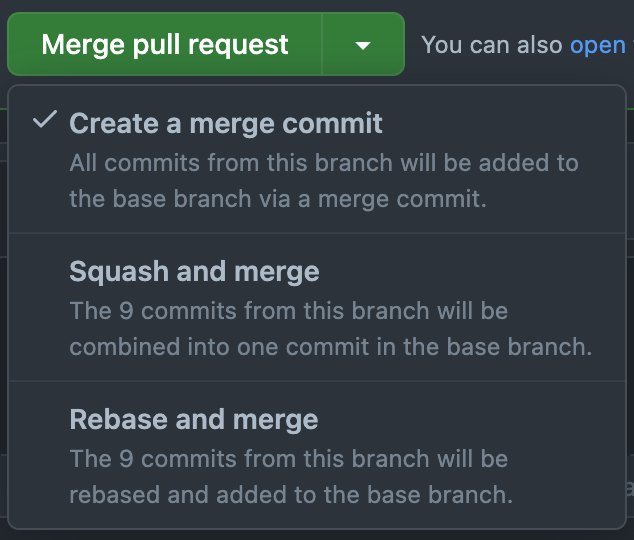 Merge pull request
You can also open
Create a merge commit
All commits from this branch will be added to
the base branch via a merge commit.
Squash and merge
The 9 commits from this branch will be
combined into one commit in the base branch.
Rebase and merge
The 9 commits from this branch will be
rebased and added to the base branch.